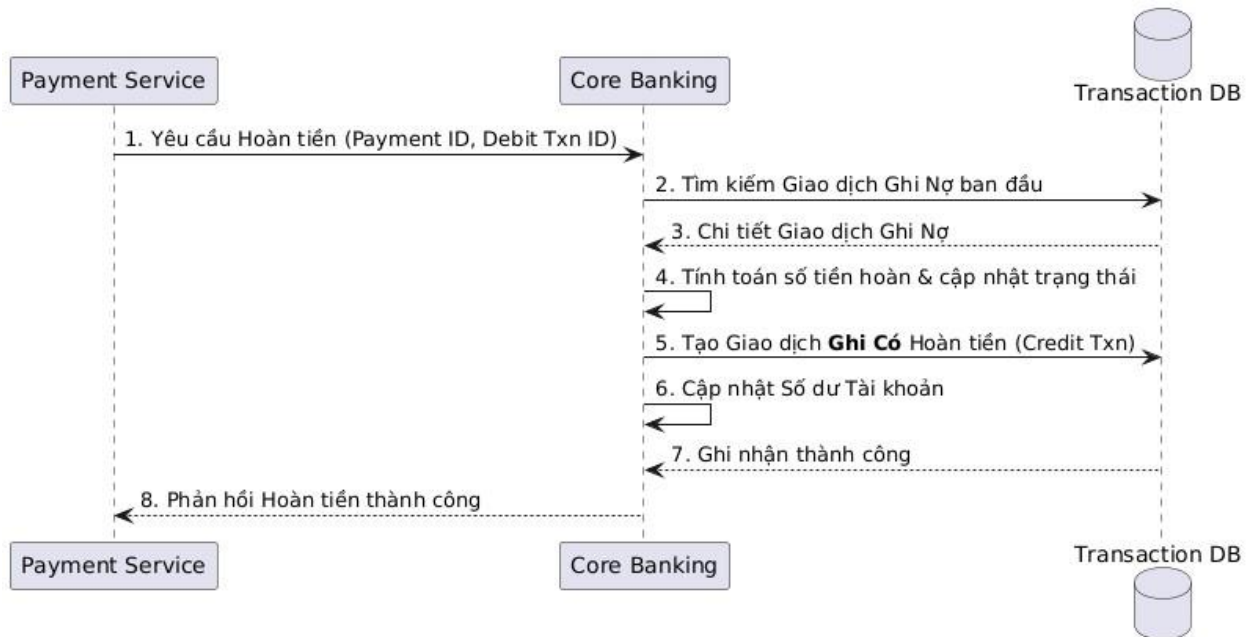 Transaction DB
Payment Service
Core Banking
1. Yêu cầu Hoàn tiền (Payment ID, Debit Txn ID)
2. Tìm kiếm Giao dịch Ghi Nợ ban đầu
3. Chi tiết Giao dịch Ghi Nợ
4. Tính toán số tiền hoàn & cập nhật trạng thái
5. Tạo Giao dịch Ghi Có Hoàn tiền (Credit Txn)
6. Cập nhật Số dư Tài khoản
7. Ghi nhận thành công
8. Phản hồi Hoàn tiền thành công
Payment Service
Core Banking
Transaction DB